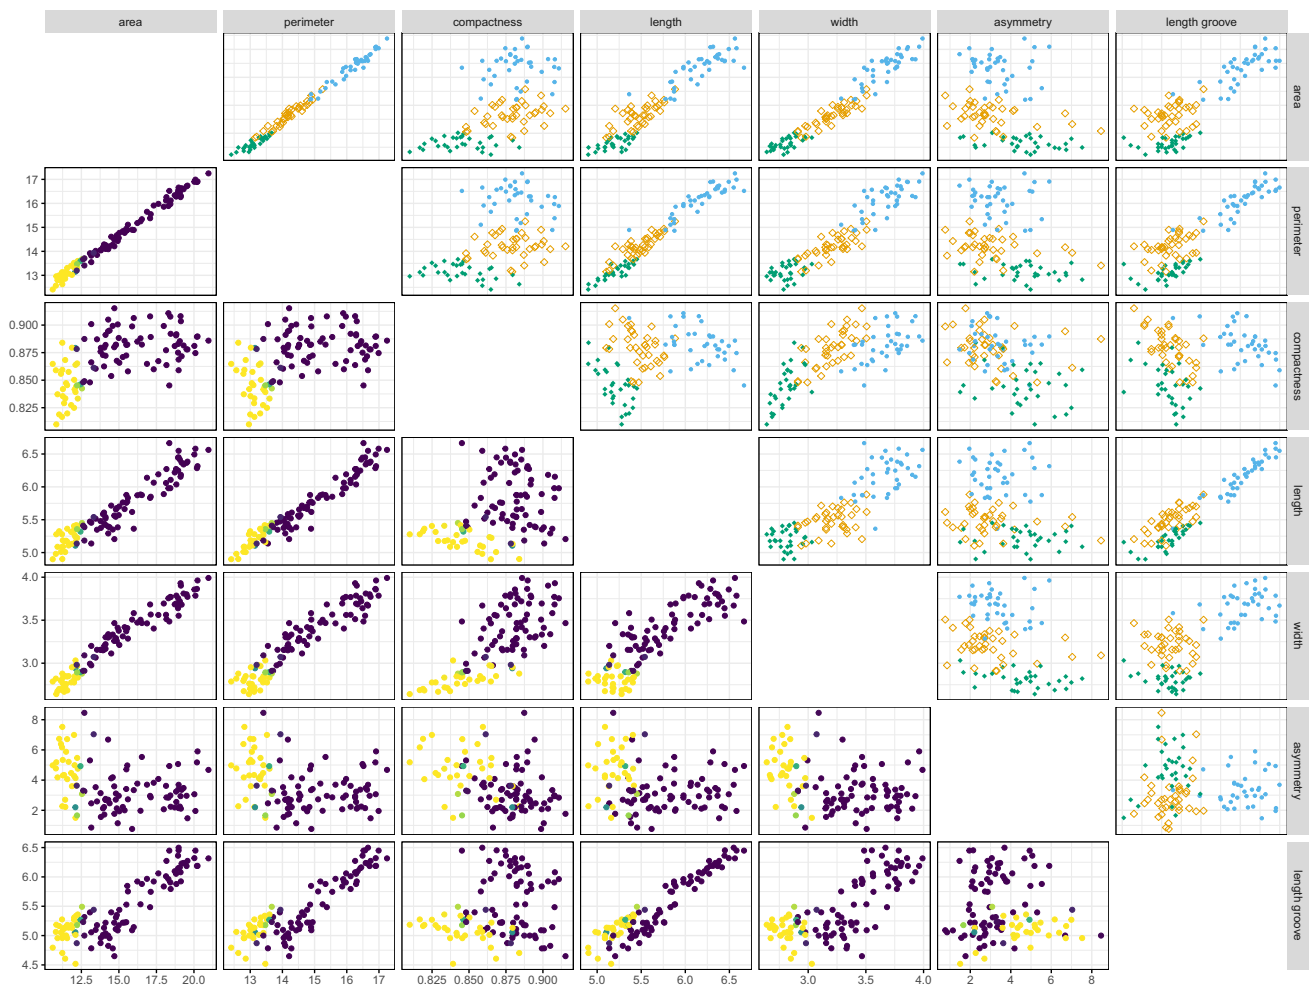 area perimeter compactness length width asymmetry length groove
area
17
16
15
14
13
perimeter
0.900
0.875
0.850
0.825
compactness
6.5
6.0
5.5
5.0
length
4.0
3.5
3.0
width
8
6
4
2
asymmetry
6.5
6.0
5.5
5.0
4.5
length groove
12.5 15.0 17.5 20.0 13 14 15 16 17 0.825 0.850 0.875 0.900 5.0 5.5 6.0 6.5 3.0 3.5 4.0 2 4 6 8